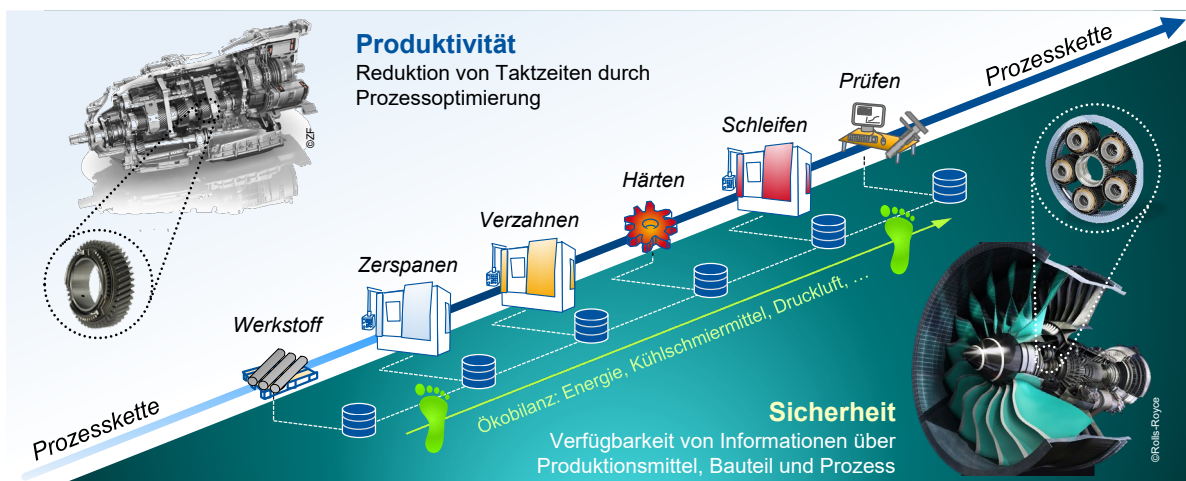 Produktivität
Reduktion von Taktzeiten durch
Prozessoptimierung
©ZF
Prozesskette
Prüfen
Schleifen
Härten
Verzahnen
Zerspanen
Werkstoff
Prozesskette
Ökobilanz: Energie, Kühlschmiermittel, Druckluft, …
Sicherheit
Verfügbarkeit von Informationen über
Produktionsmittel, Bauteil und Prozess
©Rolls-Royce